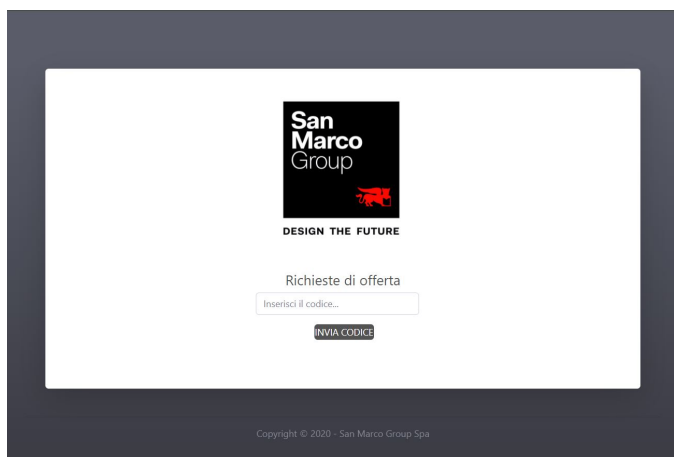 San
Marco
Group
DESIGN THE FUTURE
Richieste di offerta
Inserisci il codice...
INVIA CODICE
Copyright © 2020 - San Marco Group Spa